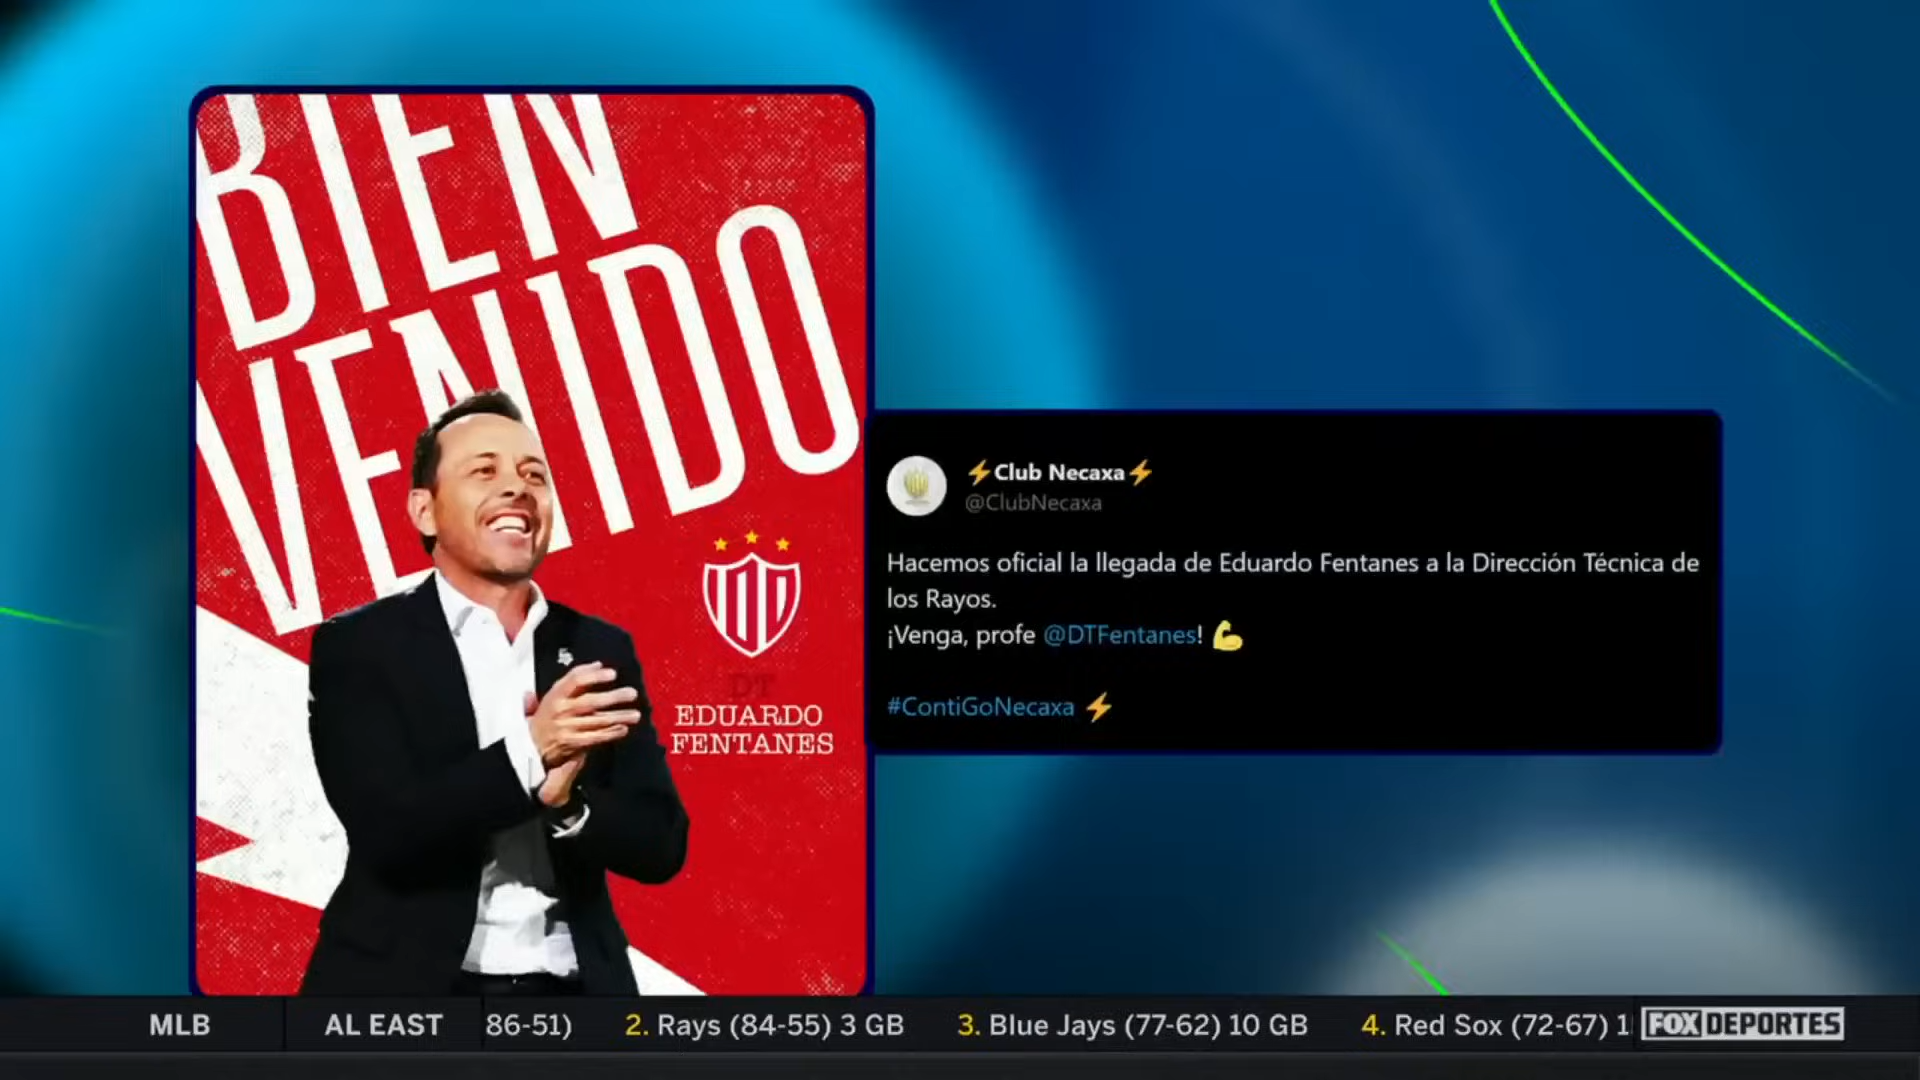 BIEN
VENIDO
DT
EDUARDO
FENTANES
⚡Club Necaxa⚡
@ClubNecaxa
Hacemos oficial la llegada de Eduardo Fentanes a la Dirección Técnica de
los Rayos.
¡Venga, profe @DTFentanes! 💪
#ContiGoNecaxa ⚡
MLB AL EAST 86-51) 2. Rays (84-55) 3 GB 3. Blue Jays (77-62) 10 GB 4. Red Sox (72-67) 1 FOX DEPORTES